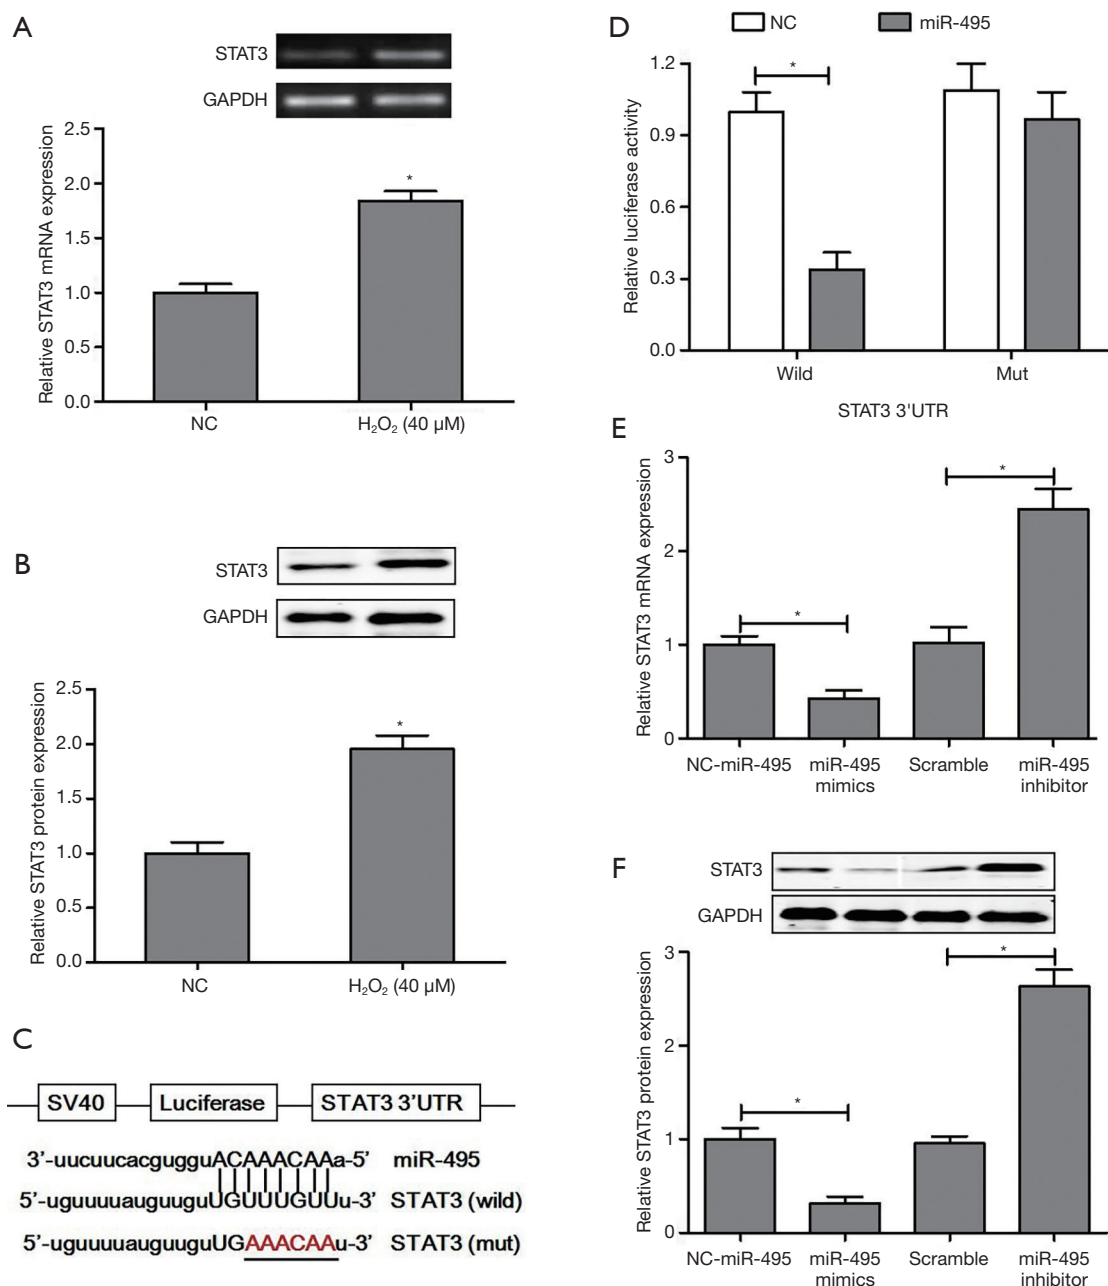 A
STAT3
GAPDH
Relative STAT3 mRNA expression
2.5
2.0
1.5
1.0
0.5
0.0
*
NC
H₂O₂ (40 µM)
B
STAT3
GAPDH
Relative STAT3 protein expression
2.5
2.0
1.5
1.0
0.5
0.0
*
NC
H₂O₂ (40 µM)
C
SV40
Luciferase
STAT3 3'UTR
3'-uucuucacgugguACAAACAAa-5' miR-495
5'-uguuuuauguuguUGUUUGUUu-3' STAT3 (wild)
5'-uguuuuauguuguUGAAACAAu-3' STAT3 (mut)
D
NC
miR-495
Relative luciferase activity
1.2
0.9
0.6
0.3
0.0
*
Wild
Mut
STAT3 3'UTR
E
Relative STAT3 mRNA expression
3
2
1
0
*
*
NC-miR-495
miR-495 mimics
Scramble
miR-495 inhibitor
F
STAT3
GAPDH
Relative STAT3 protein expression
3
2
1
0
*
*
NC-miR-495
miR-495 mimics
Scramble
miR-495 inhibitor